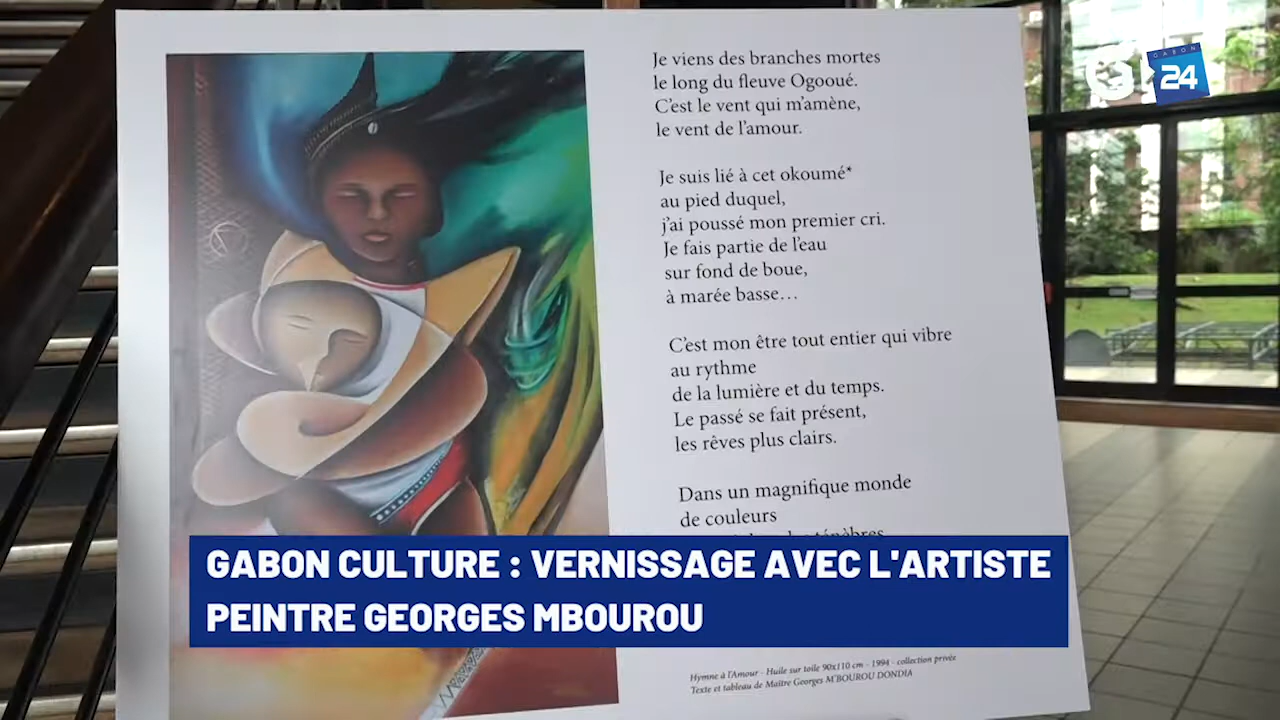 Je viens des branches mortes
le long du fleuve Ogooué.
C'est le vent qui m'amène,
le vent de l'amour.
Je suis lié à cet okoumé*
au pied duquel,
j'ai poussé mon premier cri.
Je fais partie de l'eau
sur fond de boue,
à marée basse…
C'est mon être tout entier qui vibre
au rythme
de la lumière et du temps.
Le passé se fait présent,
les rêves plus clairs.
Dans un magnifique monde
de couleurs
ténèbres
GABON
24
GABON CULTURE : VERNISSAGE AVEC L'ARTISTE
PEINTRE GEORGES MBOUROU
Hymne à l'Amour - Huile sur toile 90x110 cm - 1994 - collection privée
Texte et tableau de Maître Georges M'BOUROU DONDIA